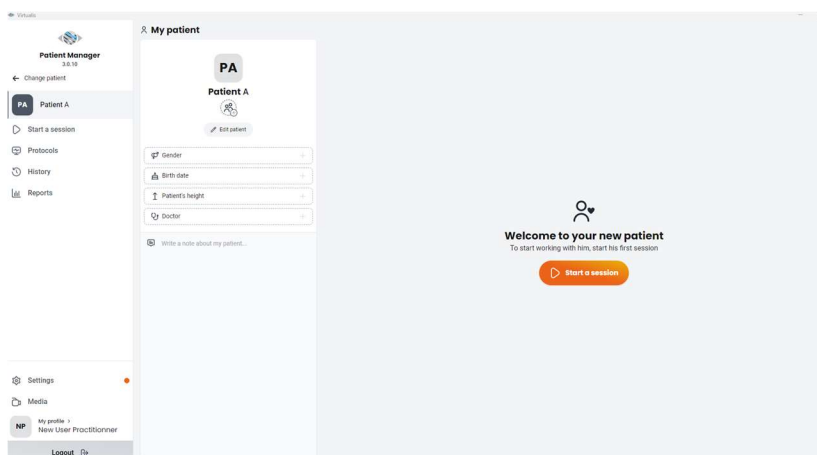 Virtualis
Patient Manager
3.0.10
Change patient
PA
Patient A
Start a session
Protocols
History
Reports
Settings
Media
NP
My profile
New User Practitionner
Logout
My patient
PA
Patient A
Edit patient
Gender
Birth date
Patient's height
Doctor
Write a note about my patient...
Welcome to your new patient
To start working with him, start his first session
Start a session